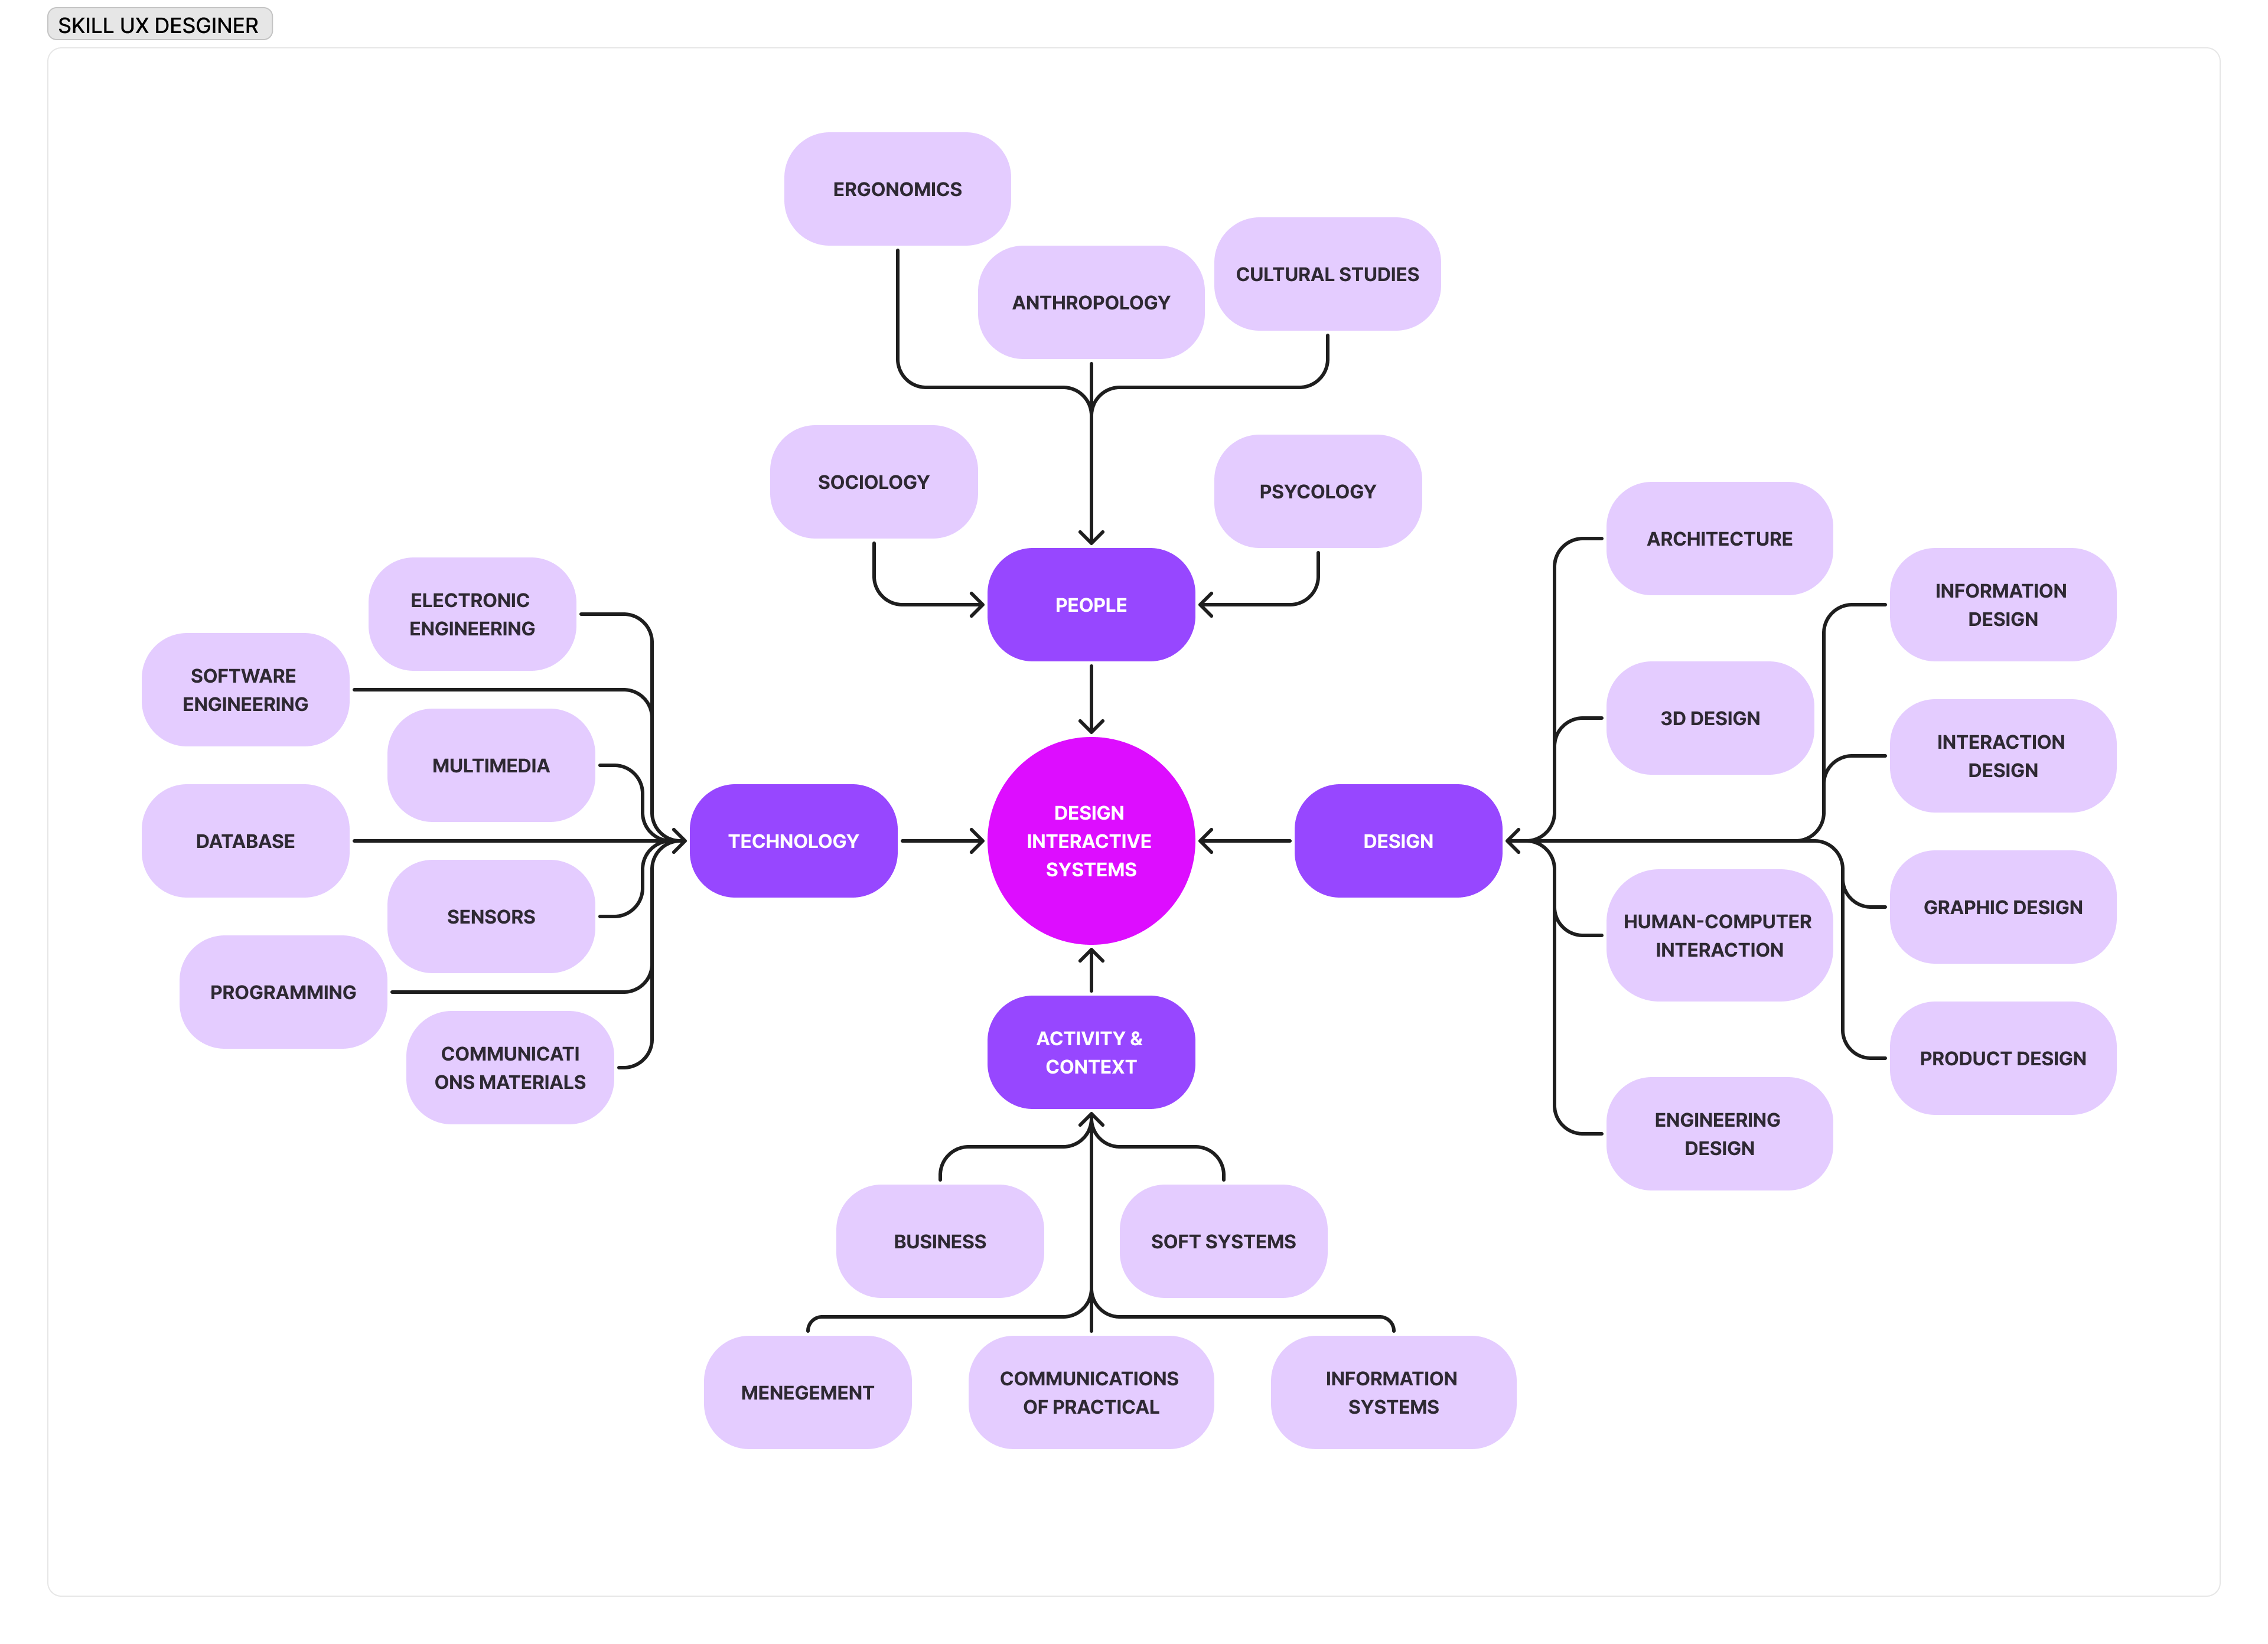 SKILL UX DESGINER
ERGONOMICS
ANTHROPOLOGY
CULTURAL STUDIES
SOCIOLOGY
PSYCOLOGY
PEOPLE
ELECTRONIC
ENGINEERING
SOFTWARE
ENGINEERING
MULTIMEDIA
DATABASE
SENSORS
PROGRAMMING
COMMUNICATI
ONS MATERIALS
TECHNOLOGY
DESIGN
INTERACTIVE
SYSTEMS
DESIGN
ARCHITECTURE
3D DESIGN
HUMAN-COMPUTER
INTERACTION
ENGINEERING
DESIGN
INFORMATION
DESIGN
INTERACTION
DESIGN
GRAPHIC DESIGN
PRODUCT DESIGN
ACTIVITY &
CONTEXT
BUSINESS
SOFT SYSTEMS
MENEGEMENT
COMMUNICATIONS
OF PRACTICAL
INFORMATION
SYSTEMS